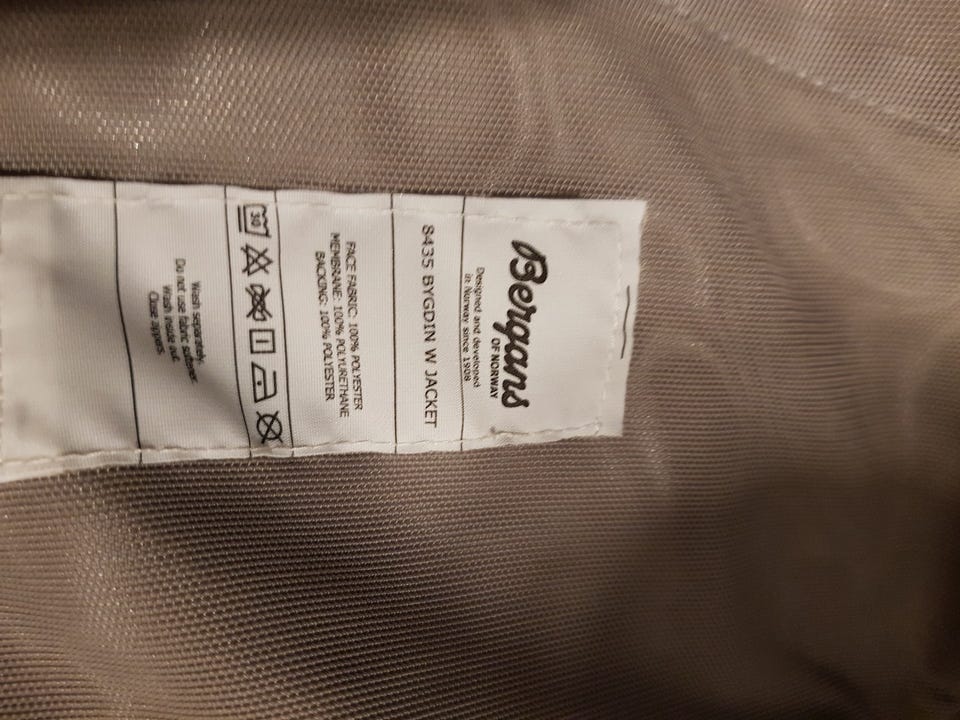 Bergans
OF NORWAY
Designed and developed
in Norway since 1908
8435 BYGDIN W JACKET
FACE FABRIC: 100% POLYESTER
MEMBRANE: 100% POLYURETHANE
BACKING: 100% POLYESTER
30
Wash separately.
Do not use fabric softener.
Wash inside out.
Close zippers.